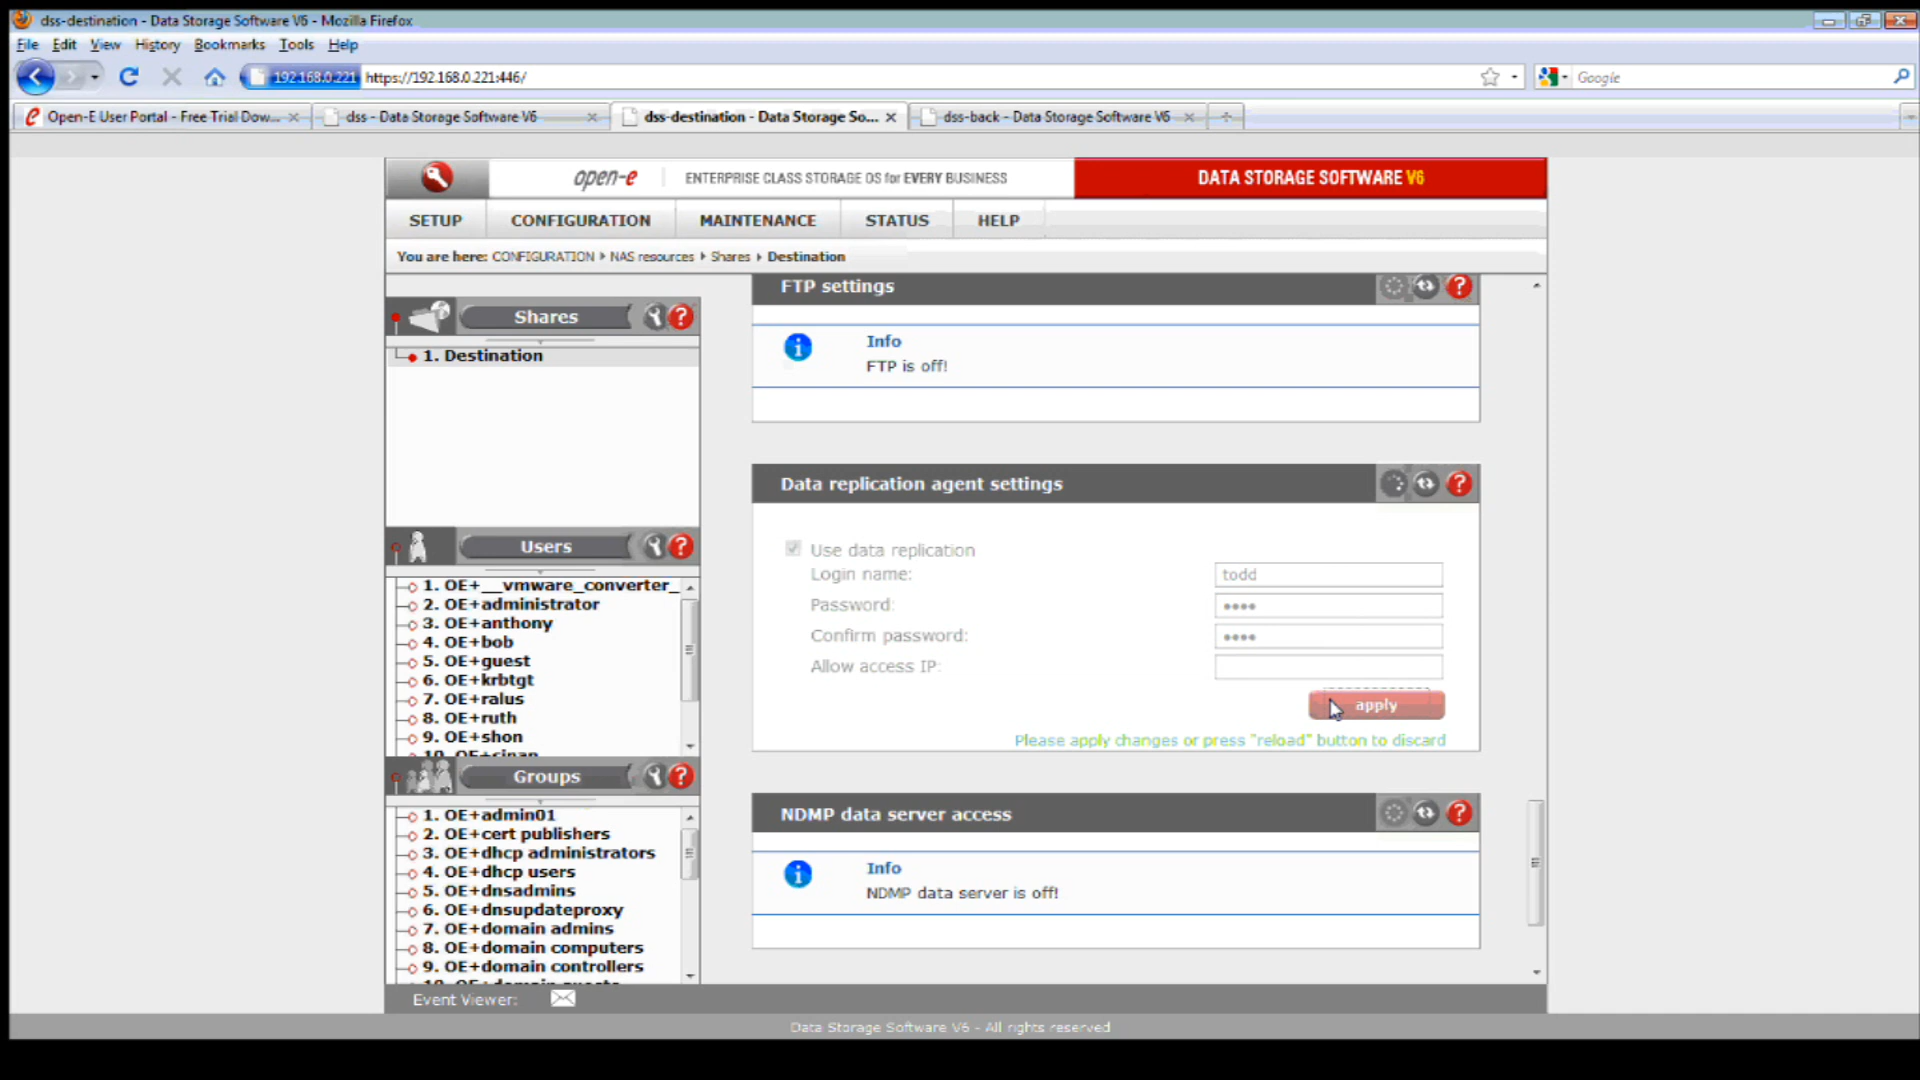 dss-destination - Data Storage Software V6 - Mozilla Firefox
File Edit View History Bookmarks Tools Help
192.168.0.221 https://192.168.0.221:446/ Google
Open-E User Portal - Free Trial Dow... dss - Data Storage Software V6 dss-destination - Data Storage So... dss-back - Data Storage Software V6
open-e ENTERPRISE CLASS STORAGE OS for EVERY BUSINESS DATA STORAGE SOFTWARE V6
SETUP CONFIGURATION MAINTENANCE STATUS HELP
You are here: CONFIGURATION NAS resources Shares Destination
Shares
1. Destination
Users
1. OE+__vmware_converter_
2. OE+administrator
3. OE+anthony
4. OE+bob
5. OE+guest
6. OE+krbtgt
7. OE+ralus
8. OE+ruth
9. OE+shon
Groups
1. OE+admin01
2. OE+cert publishers
3. OE+dhcp administrators
4. OE+dhcp users
5. OE+dnsadmins
6. OE+dnsupdateproxy
7. OE+domain admins
8. OE+domain computers
9. OE+domain controllers
FTP settings
Info
FTP is off!
Data replication agent settings
Use data replication
Login name: todd
Password: ••••
Confirm password: ••••
Allow access IP:
apply
Please apply changes or press "reload" button to discard
NDMP data server access
Info
NDMP data server is off!
Event Viewer:
Data Storage Software V6 - All rights reserved